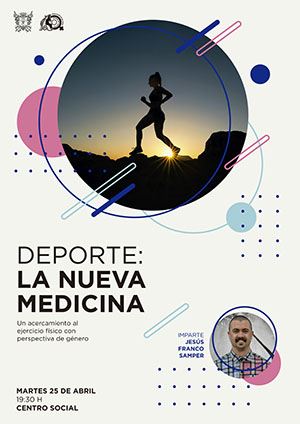 DEPORTE:
LA NUEVA
MEDICINA
Un acercamiento al
ejercicio físico con
perspectiva de género
IMPARTE
JESÚS
FRANCO
SAMPER
MARTES 25 DE ABRIL
19:30 H
CENTRO SOCIAL